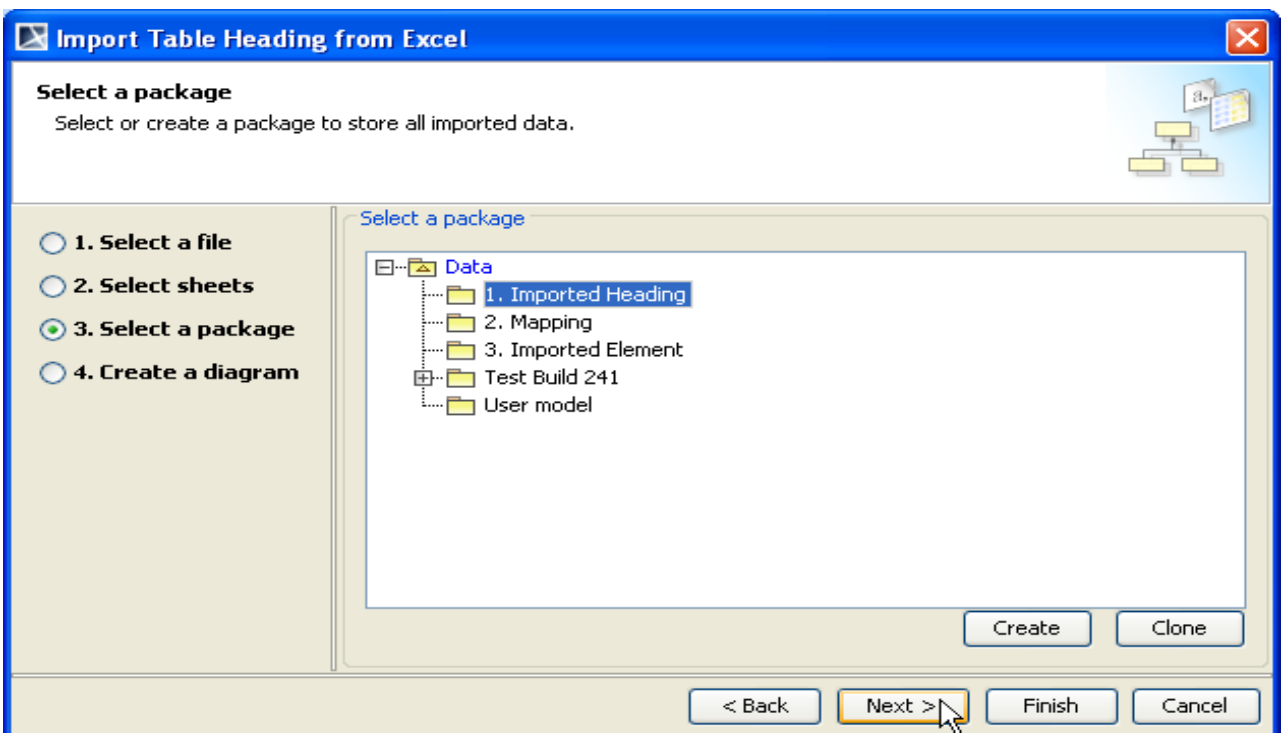 Import Table Heading from Excel
Select a package
Select or create a package to store all imported data.
a,
1. Select a file
2. Select sheets
3. Select a package
4. Create a diagram
Select a package
Data
1. Imported Heading
2. Mapping
3. Imported Element
Test Build 241
User model
Create Clone
< Back Next > Finish Cancel